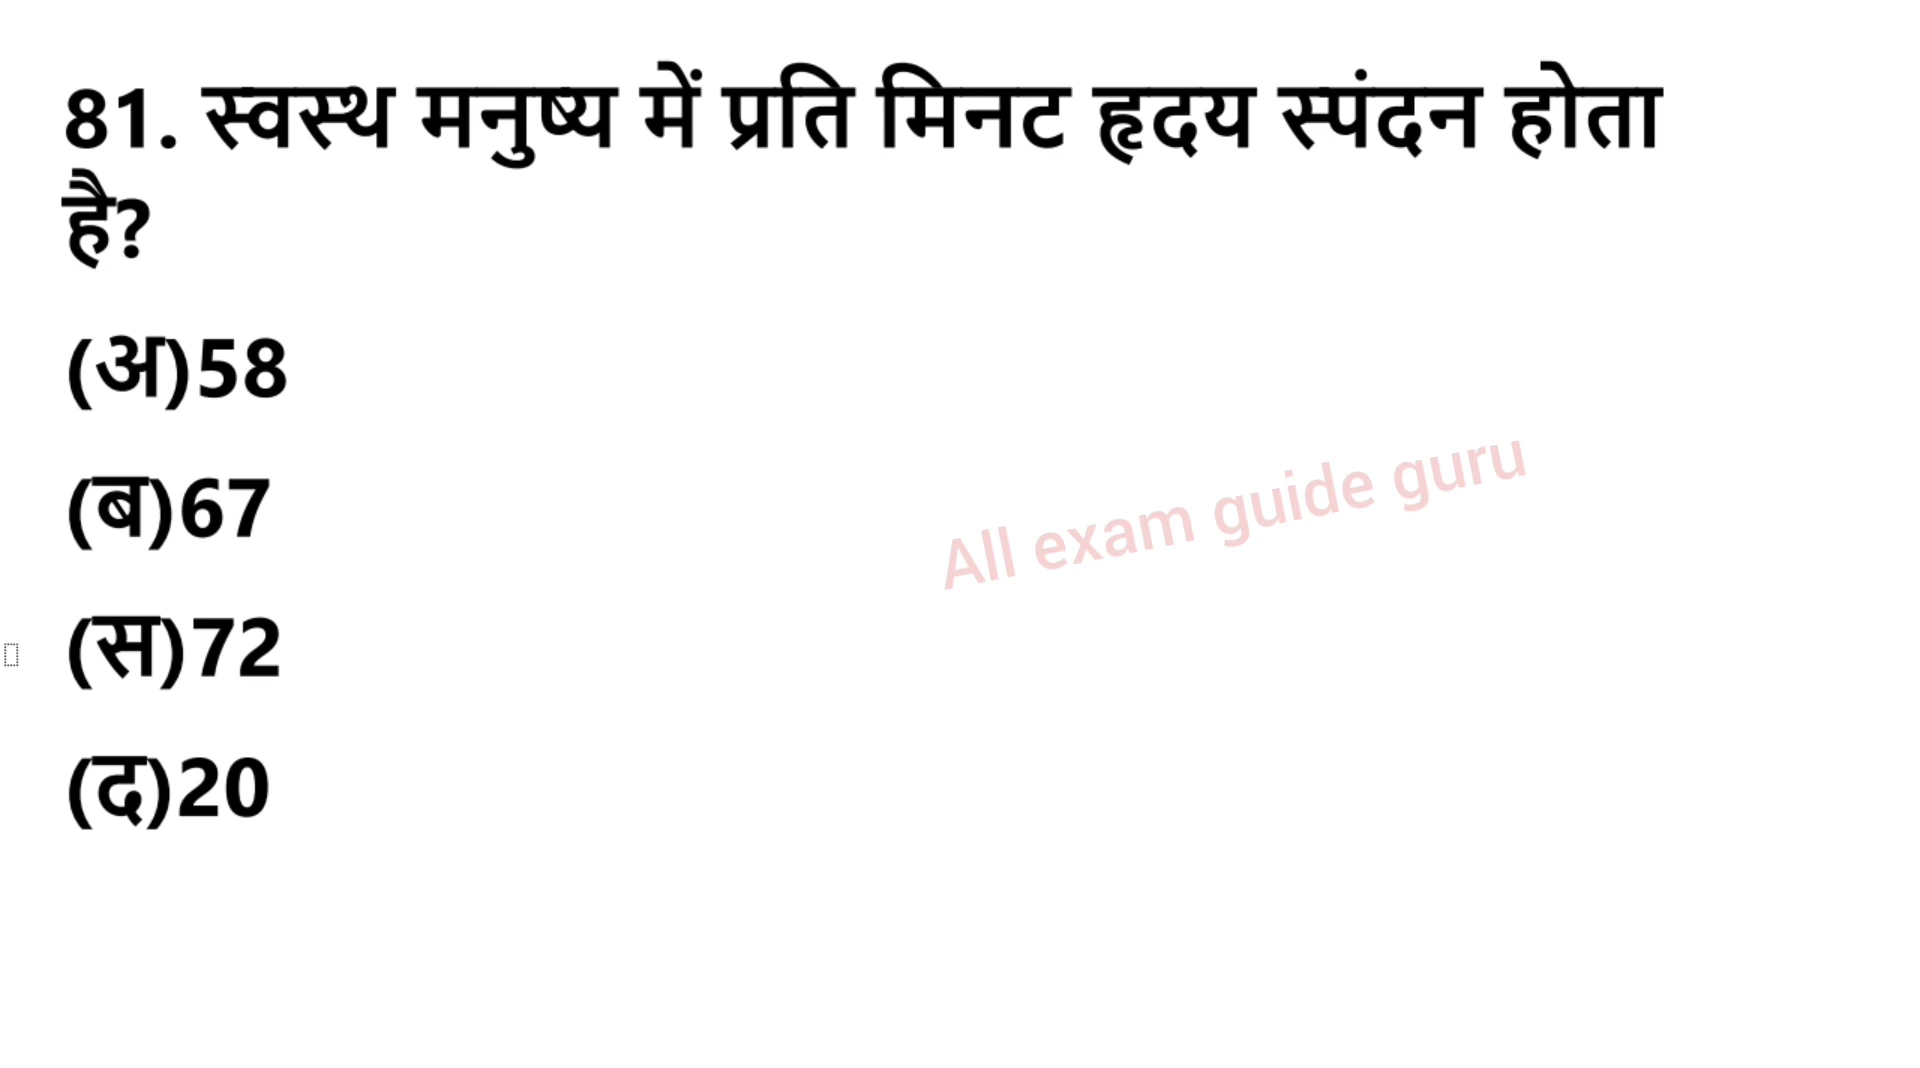 81. स्वस्थ मनुष्य में प्रति मिनट हृदय स्पंदन होता
है?
(अ)58
(ब)67
All exam guide guru
(स)72
(द)20